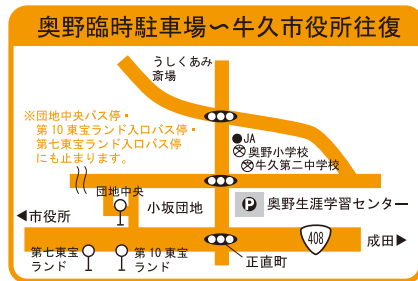 奥野臨時駐車場〜牛久市役所往復
うしくあみ
斎場
※団地中央バス停・
第10東宝ランド入口バス停・
第七東宝ランド入口バス停
にも止まります。
●JA
奥野小学校
牛久第二中学校
団地中央
小坂団地
P
奥野生涯学習センター
◀市役所
408
成田▶
第七東宝
ランド
第10東宝
ランド
正直町